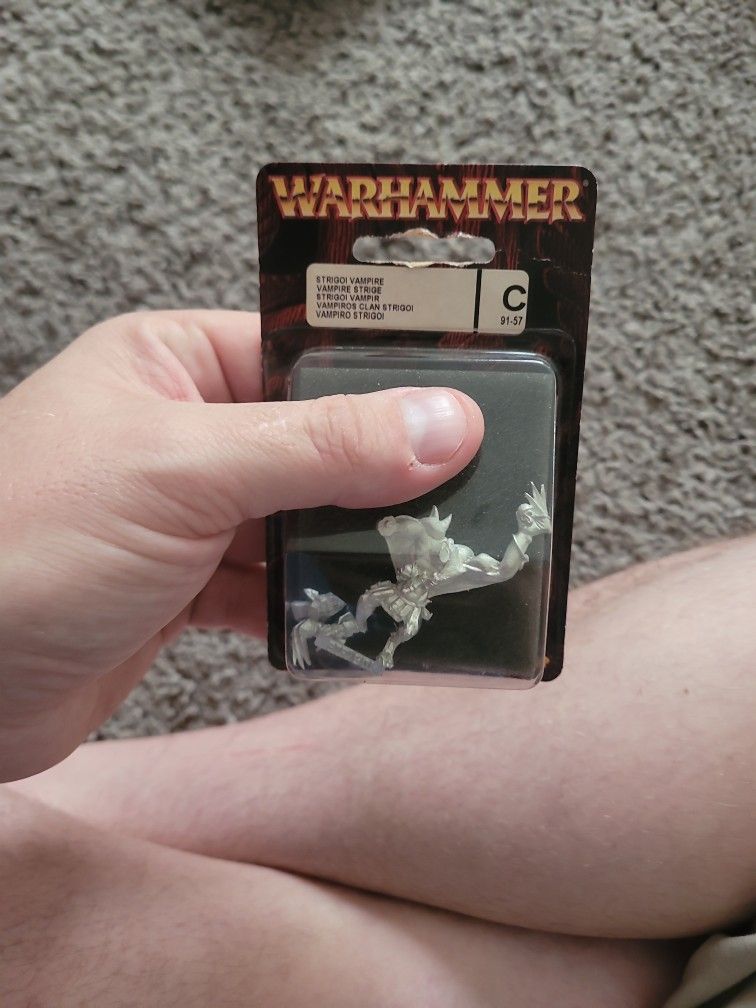 WARHAMMER®
STRIGOI VAMPIRE
VAMPIRE STRIGE
STRIGOI VAMPIR
VAMPIROS CLAN STRIGOI
VAMPIRO STRIGOI
C
91-57